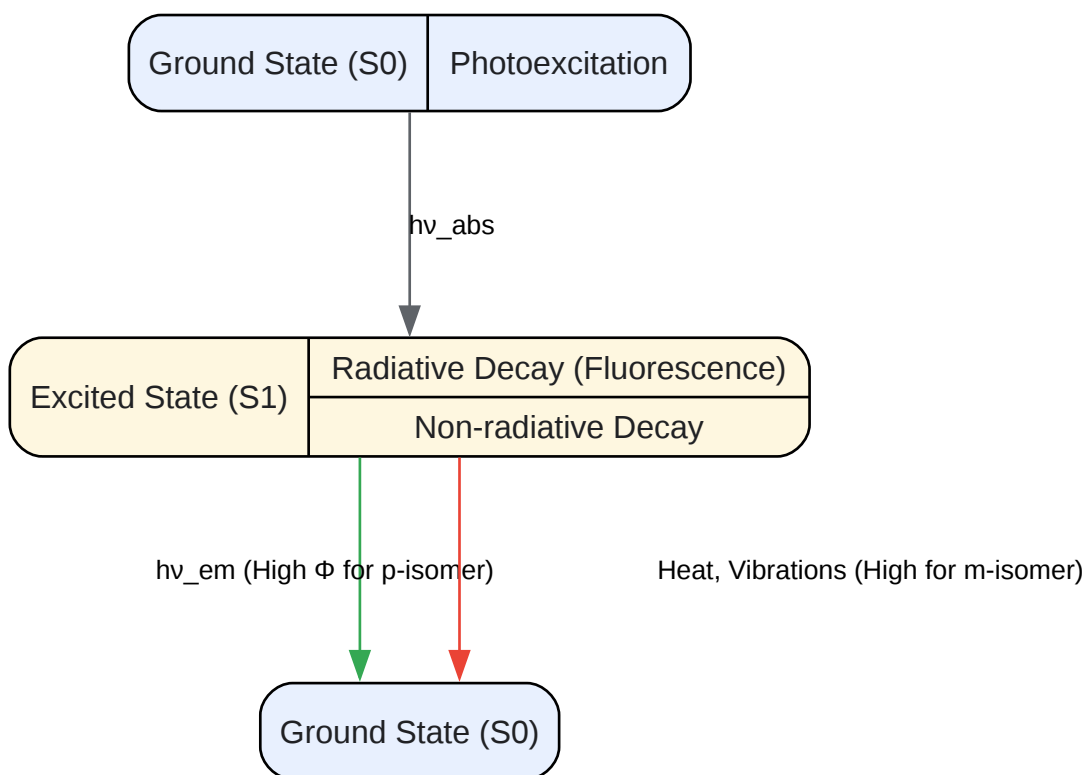 Ground State (S0)
Photoexcitation
hν_abs
Excited State (S1)
Radiative Decay (Fluorescence)
Non-radiative Decay
hν_em (High Φ for p-isomer)
Heat, Vibrations (High for m-isomer)
Ground State (S0)